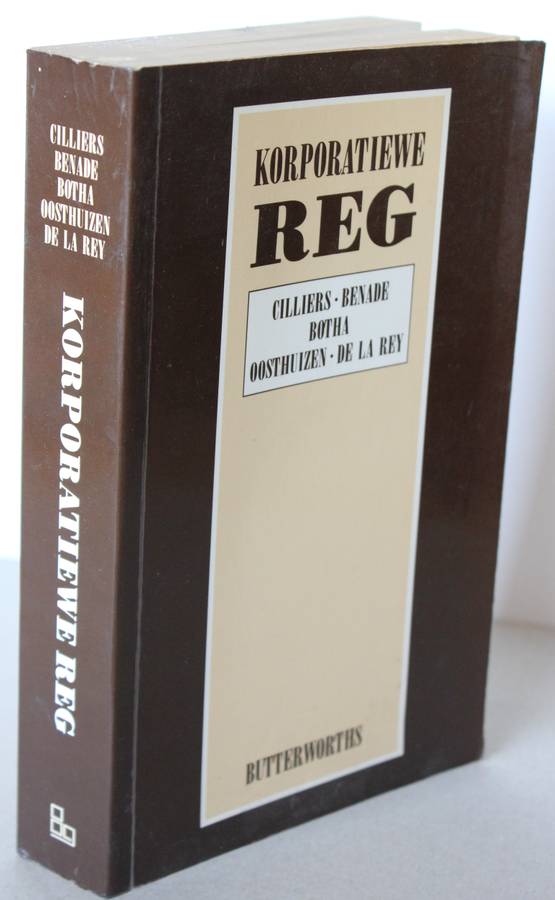 CILLIERS
BENADE
BOTHA
OOSTHUIZEN
DE LA REY
KORPORATIEWE REG
KORPORATIEWE
REG
CILLIERS · BENADE
BOTHA
OOSTHUIZEN · DE LA REY
BUTTERWORTHS